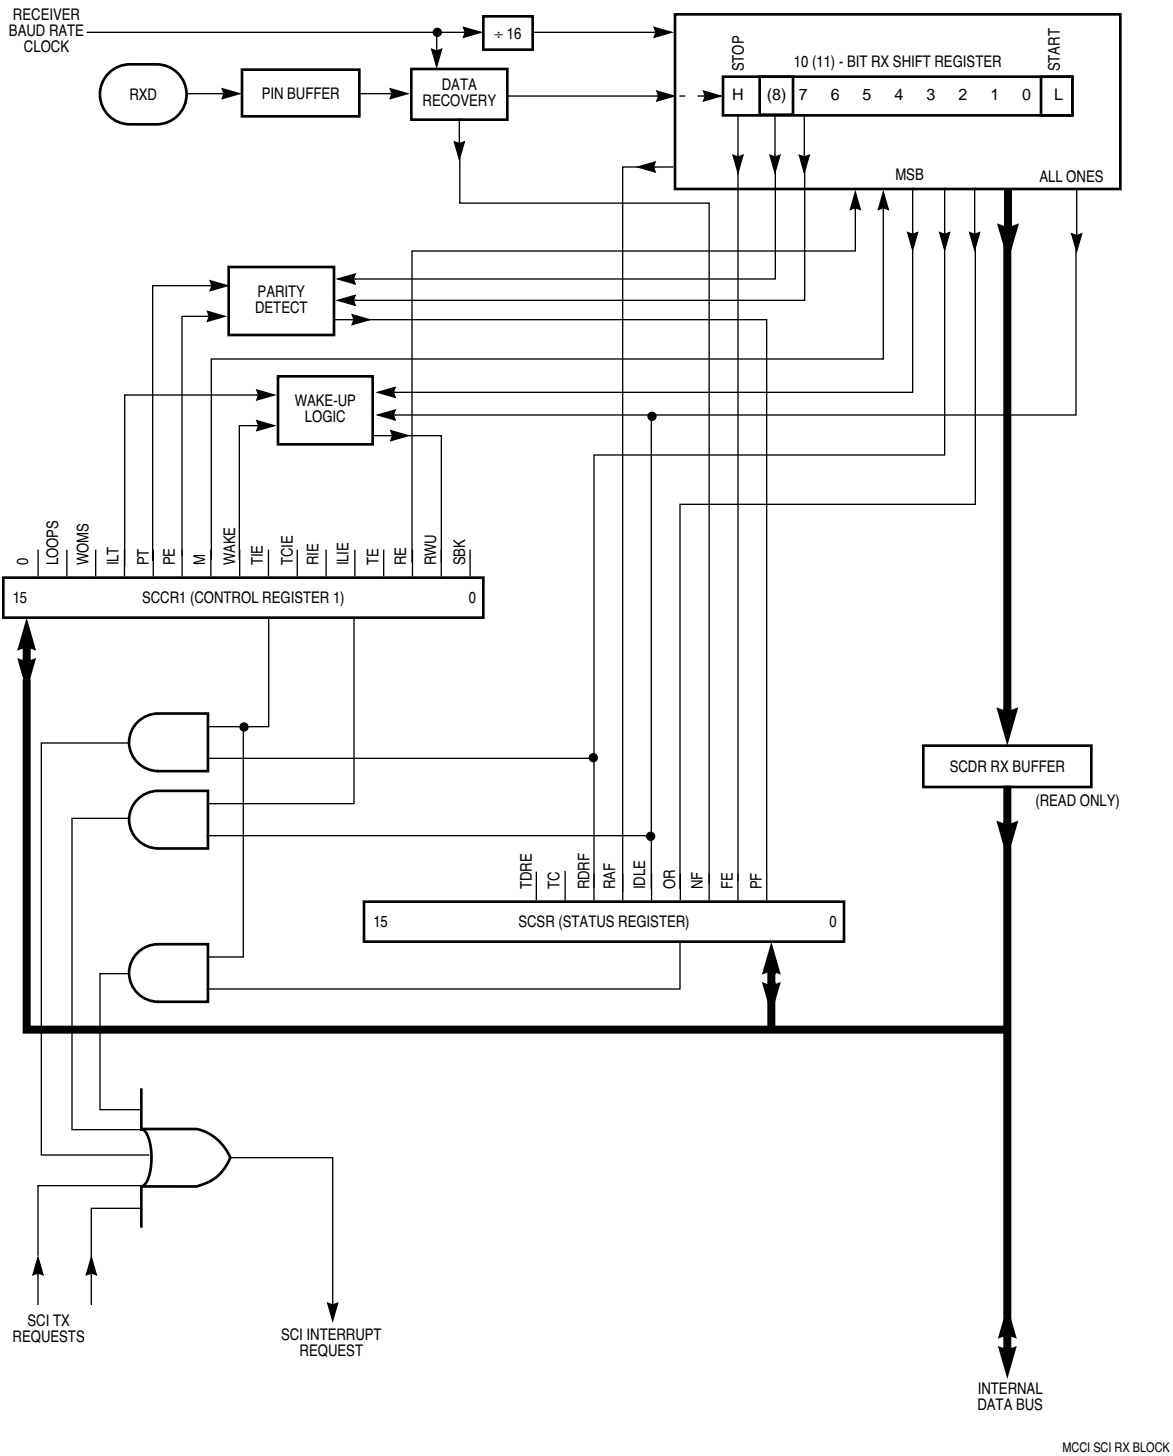 RECEIVER
BAUD RATE
CLOCK
÷ 16
STOP
10 (11) - BIT RX SHIFT REGISTER
START
RXD
PIN BUFFER
DATA
RECOVERY
H (8) 7 6 5 4 3 2 1 0 L
MSB
ALL ONES
PARITY
DETECT
WAKE-UP
LOGIC
0
LOOPS
WOMS
ILT
PT
PE
M
WAKE
TIE
TCIE
RIE
ILIE
TE
RE
RWU
SBK
15 SCCR1 (CONTROL REGISTER 1) 0
SCDR RX BUFFER
(READ ONLY)
TDRE
TC
RDRF
RAF
IDLE
OR
NF
FE
PF
15 SCSR (STATUS REGISTER) 0
SCI TX
REQUESTS
SCI INTERRUPT
REQUEST
INTERNAL
DATA BUS
MCCI SCI RX BLOCK